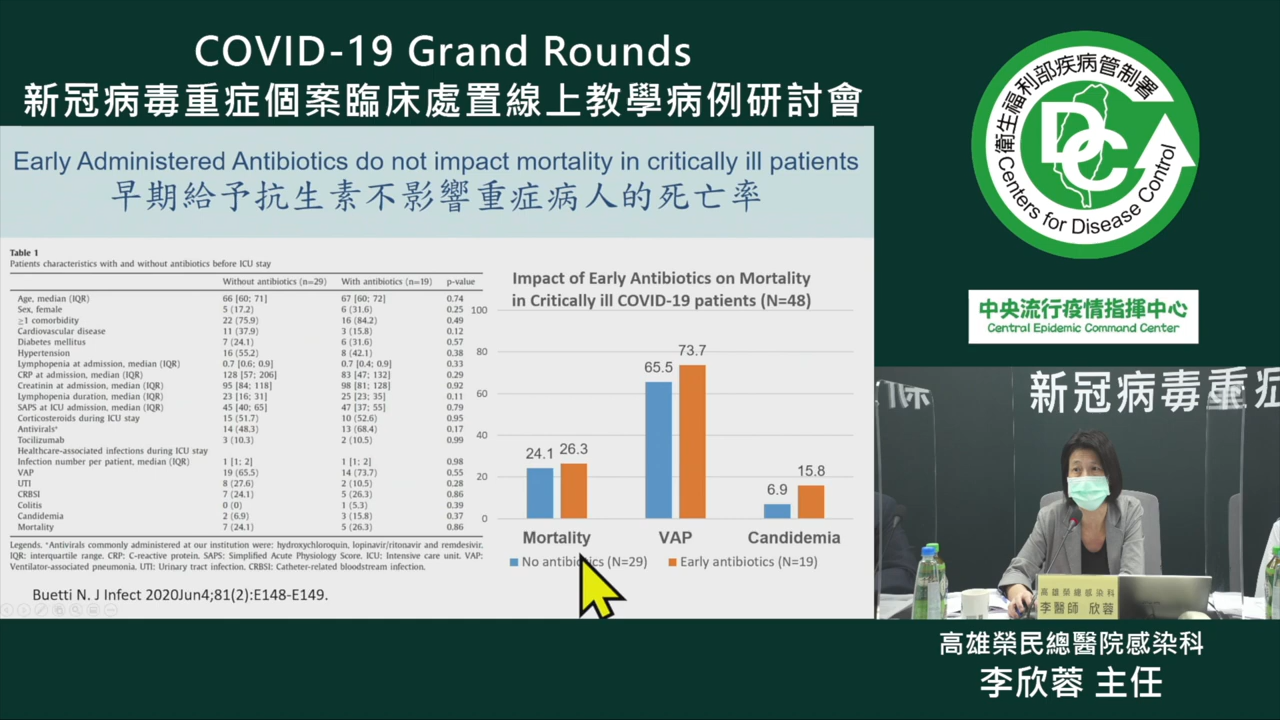 COVID-19 Grand Rounds
新冠病毒重症個案臨床處置線上教學病例研討會
Early Administered Antibiotics do not impact mortality in critically ill patients
早期給予抗生素不影響重症病人的死亡率
Table 1
Patients characteristics with and without antibiotics before ICU stay
Without antibiotics (n=29) With antibiotics (n=19) p-value
Age, median (IQR) 66 [60; 71] 67 [60; 72] 0.74
Sex, female 5 (17.2) 6 (31.6) 0.25
≥1 comorbidity 22 (75.9) 16 (84.2) 0.49
Cardiovascular disease 11 (37.9) 3 (15.8) 0.12
Diabetes mellitus 7 (24.1) 6 (31.6) 0.57
Hypertension 16 (55.2) 8 (42.1) 0.38
Lymphopenia at admission, median (IQR) 0.7 [0.6; 0.9] 0.7 [0.4; 0.9] 0.33
CRP at admission, median (IQR) 128 [57; 206] 83 [47; 132] 0.29
Creatinin at admission, median (IQR) 95 [84; 118] 98 [81; 128] 0.92
Lymphopenia duration, median (IQR) 23 [16; 31] 25 [23; 35] 0.11
SAPS at ICU admission, median (IQR) 45 [40; 65] 47 [37; 55] 0.79
Corticosteroids during ICU stay 15 (51.7) 10 (52.6) 0.95
Antivirals* 14 (48.3) 13 (68.4) 0.17
Tocilizumab 3 (10.3) 2 (10.5) 0.99
Healthcare-associated infections during ICU stay
Infection number per patient, median (IQR) 1 [1; 2] 1 [1; 2] 0.98
VAP 19 (65.5) 14 (73.7) 0.55
UTI 8 (27.6) 2 (10.5) 0.28
CRBSI 7 (24.1) 5 (26.3) 0.86
Colitis 0 (0) 1 (5.3) 0.39
Candidemia 2 (6.9) 3 (15.8) 0.37
Mortality 7 (24.1) 5 (26.3) 0.86
Legends. *Antivirals commonly administered at our institution were: hydroxychloroquin, lopinavir/ritonavir and remdesivir.
IQR: interquartile range. CRP: C-reactive protein, SAPS: Simplified Acute Physiology Score. ICU: Intensive care unit. VAP:
Ventilator-associated pneumonia. UTI: Urinary tract infection. CRBSI: Catheter-related bloodstream infection.
Buetti N. J Infect 2020Jun4;81(2):E148-E149.
Impact of Early Antibiotics on Mortality
in Critically ill COVID-19 patients (N=48)
100
80
60
40
20
0
24.1 26.3
65.5 73.7
6.9 15.8
Mortality VAP Candidemia
No antibiotics (N=29) Early antibiotics (N=19)
衛生福利部疾病管制署
DC
Centers for Disease Control
中央流行疫情指揮中心
Central Epidemic Command Center
新冠病毒重症
高雄榮總感染科
李醫師 欣蓉
高雄榮民總醫院感染科
李欣蓉 主任